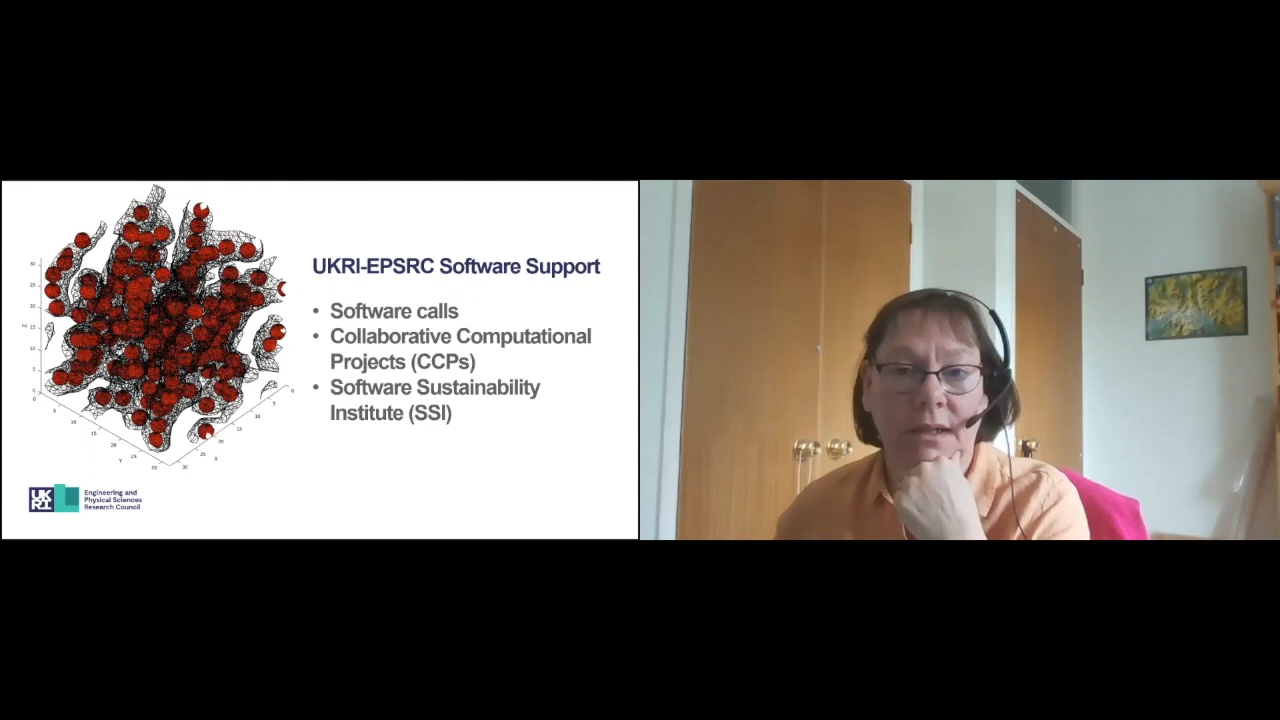 UKRI-EPSRC Software Support
• Software calls
• Collaborative Computational
Projects (CCPs)
• Software Sustainability
Institute (SSI)
UK
RI
Engineering and
Physical Sciences
Research Council
Z
Y
X